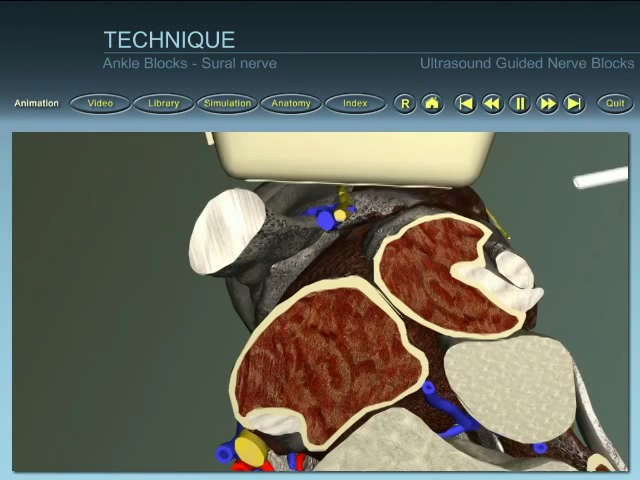 TECHNIQUE
Ankle Blocks - Sural nerve
Ultrasound Guided Nerve Blocks
Animation
Video
Library
Simulation
Anatomy
Index
R
Quit